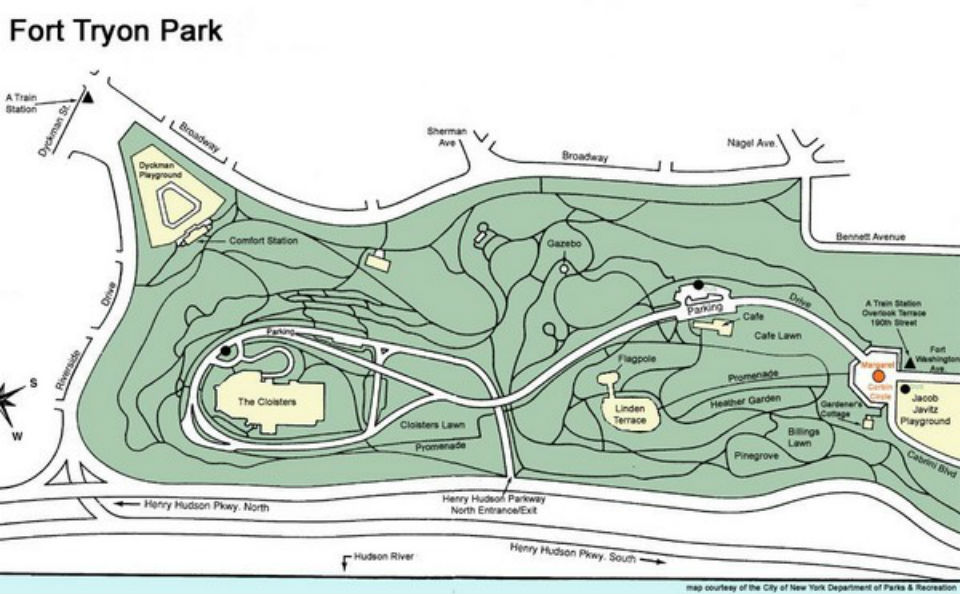 Fort Tryon Park
A Train
Station
Dyckman St.
Broadway
Sherman
Ave
Broadway
Nagel Ave.
Dyckman
Playground
Comfort Station
Gazebo
Bennett Avenue
Drive
Riverside
S
W
Parking
The Cloisters
Cloisters Lawn
Promenade
Parking
Drive
Cafe
Cafe Lawn
A Train Station
Overlook Terrace
190th Street
Fort
Washington
Ave.
Margaret
Corbin
Circle
Flagpole
Promenade
Heather Garden
Linden
Terrace
Gardener's
Cottage
Jacob
Javitz
Playground
Billings
Lawn
Pinegrove
Cabrini Blvd
Henry Hudson Pkwy. North
Henry Hudson Parkway
North Entrance/Exit
Hudson River
Henry Hudson Pkwy. South
map courtesy of the City of New York Department of Parks & Recreation